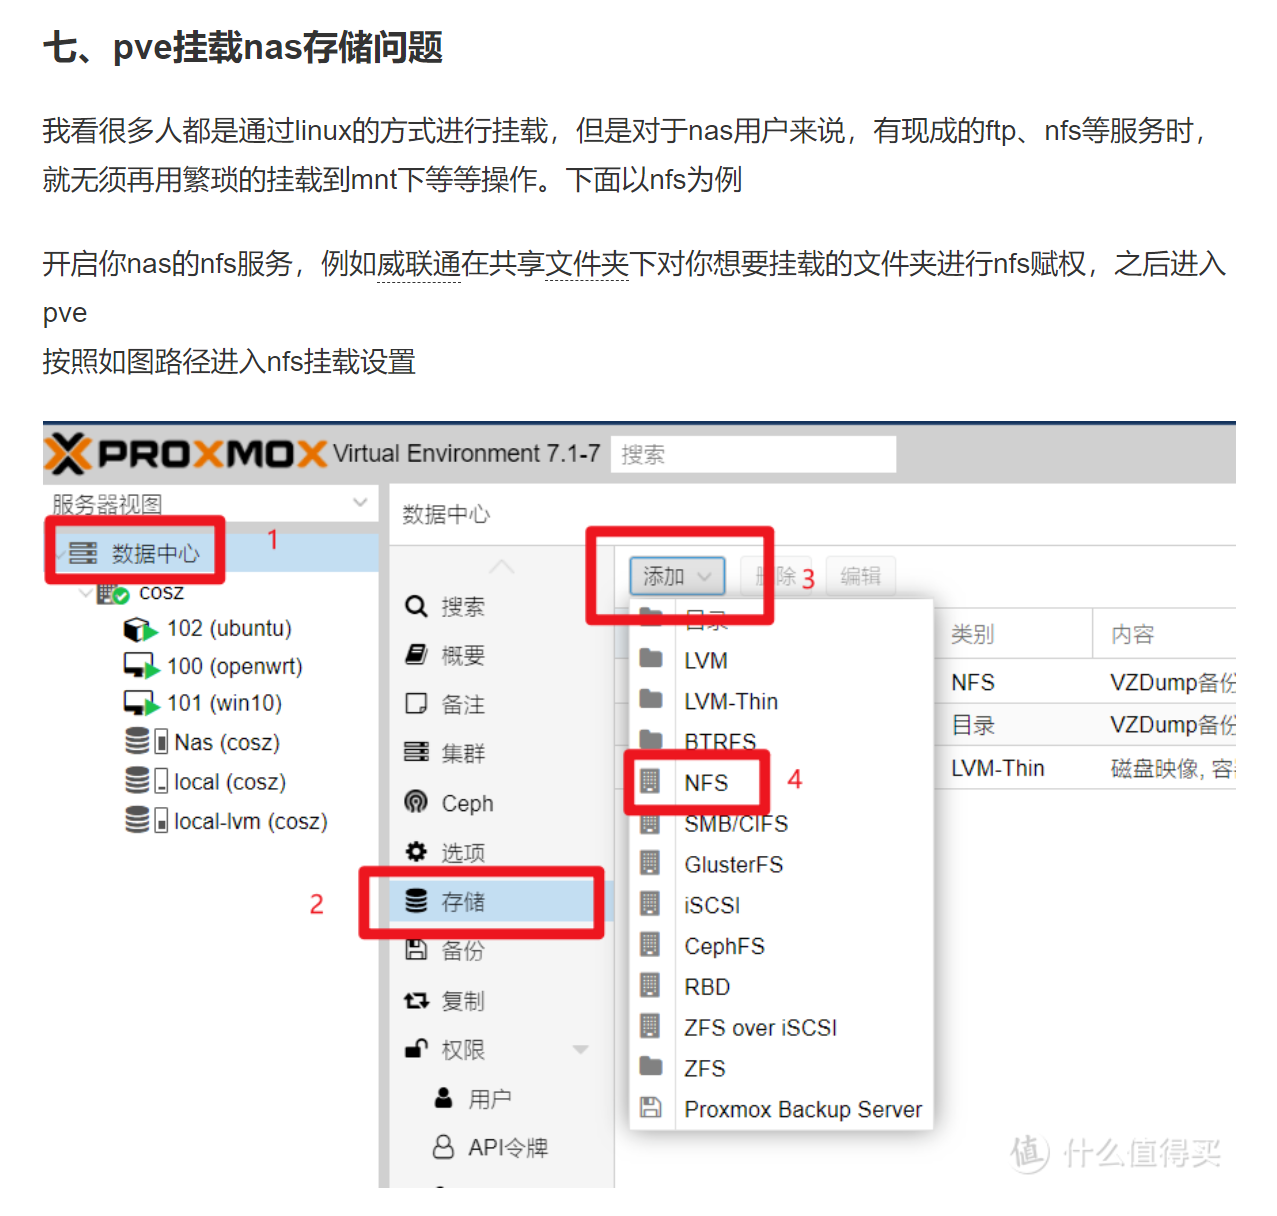 七、pve挂载nas存储问题
我看很多人都是通过linux的方式进行挂载，但是对于nas用户来说，有现成的ftp、nfs等服务时，
就无须再用繁琐的挂载到mnt下等等操作。下面以nfs为例
开启你nas的nfs服务，例如威联通在共享文件夹下对你想要挂载的文件夹进行nfs赋权，之后进入
pve
按照如图路径进入nfs挂载设置
PROXMOX Virtual Environment 7.1-7 搜索
服务器视图
数据中心 1
cosz
102 (ubuntu)
100 (openwrt)
101 (win10)
Nas (cosz)
local (cosz)
local-lvm (cosz)
2
数据中心
搜索
概要
备注
集群
Ceph
选项
存储
备份
复制
权限
用户
API令牌
添加 删除 3 编辑
目录
LVM
LVM-Thin
BTRFS
NFS 4
SMB/CIFS
GlusterFS
iSCSI
CephFS
RBD
ZFS over iSCSI
ZFS
Proxmox Backup Server
类别 内容
NFS VZDump备份
目录 VZDump备份
LVM-Thin 磁盘映像, 容
值 什么值得买